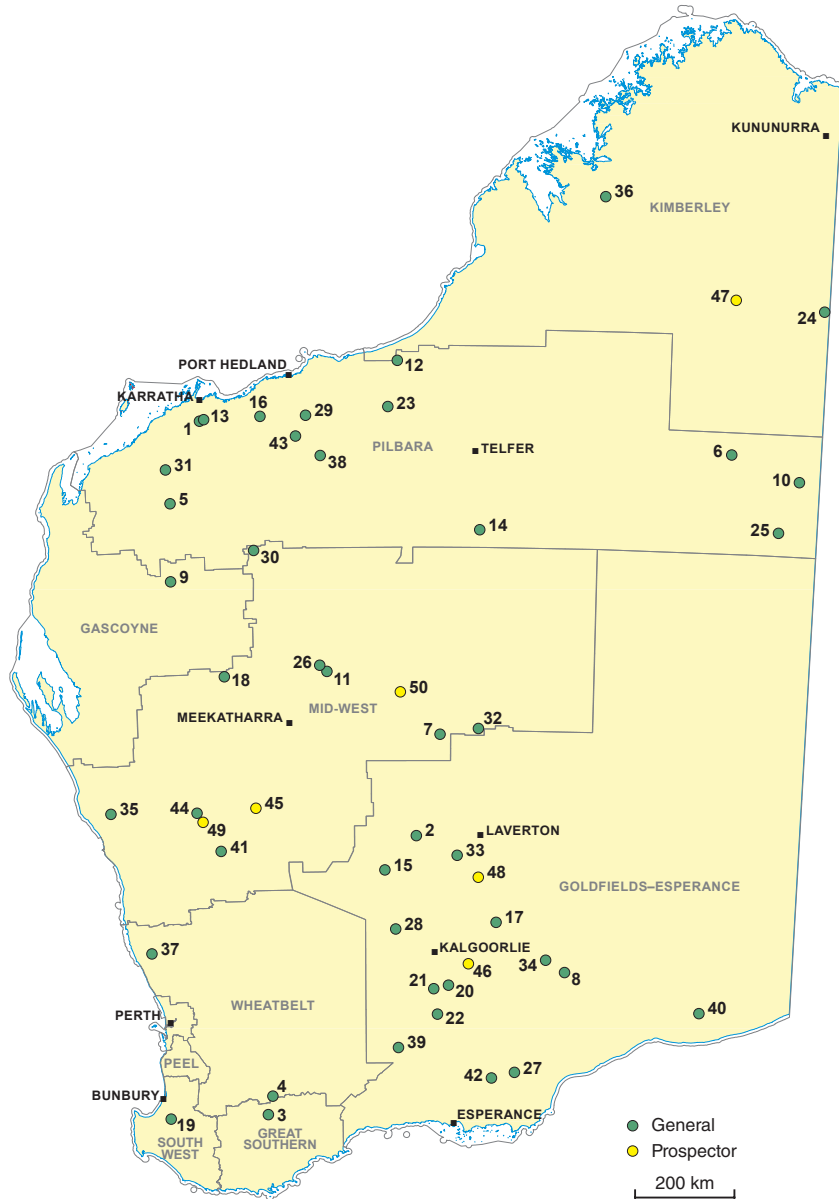 KUNUNURRA
36
KIMBERLEY
47
24
12
PORT HEDLAND
KARRATHA
1
13
16
29
23
43
38
PILBARA
TELFER
6
10
31
5
14
25
30
9
GASCOYNE
26
11
18
50
MID-WEST
MEEKATHARRA
7
32
35
44
49
45
41
2
LAVERTON
33
15
48
GOLDFIELDS–ESPERANCE
28
17
KALGOORLIE
37
46
34
8
21
20
WHEATBELT
22
40
PERTH
39
PEEL
42
27
BUNBURY
4
3
19
SOUTH
WEST
GREAT
SOUTHERN
ESPERANCE
General
Prospector
200 km